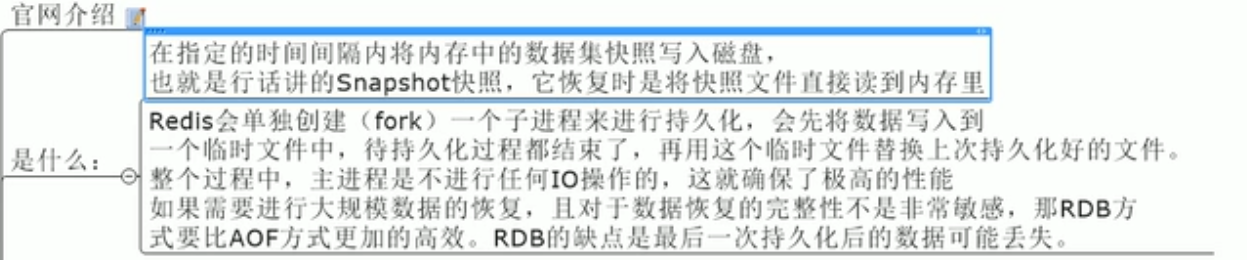 官网介绍
在指定的时间间隔内将内存中的数据集快照写入磁盘，
也就是行话讲的Snapshot快照，它恢复时是将快照文件直接读到内存里
是什么：
Redis会单独创建（fork）一个子进程来进行持久化，会先将数据写入到
一个临时文件中，待持久化过程都结束了，再用这个临时文件替换上次持久化好的文件。
整个过程中，主进程是不进行任何IO操作的，这就确保了极高的性能
如果需要进行大规模数据的恢复，且对于数据恢复的完整性不是非常敏感，那RDB方
式要比AOF方式更加的高效。RDB的缺点是最后一次持久化后的数据可能丢失。